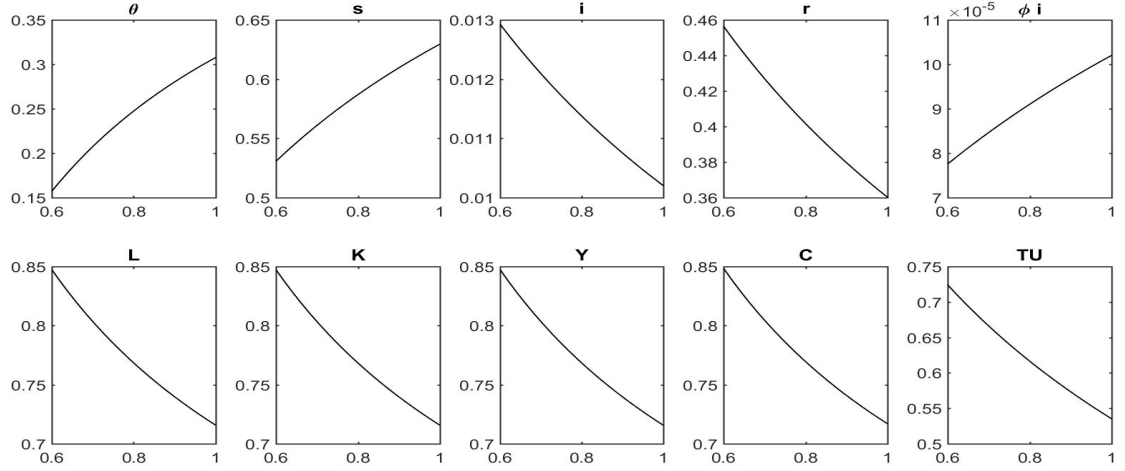 θ s i r ×10⁻⁵ ϕ i
0.35 0.65 0.013 0.46 11
0.3 0.6 0.012 0.44 10
0.25 0.42 9
0.2 0.55 0.011 0.4 8
0.38
0.15 0.5 0.01 0.36 7
0.6 0.8 1 0.6 0.8 1 0.6 0.8 1 0.6 0.8 1 0.6 0.8 1
L K Y C TU
0.85 0.85 0.85 0.85 0.75
0.7
0.8 0.8 0.8 0.8 0.65
0.6
0.75 0.75 0.75 0.75 0.55
0.7 0.7 0.7 0.7 0.5
0.6 0.8 1 0.6 0.8 1 0.6 0.8 1 0.6 0.8 1 0.6 0.8 1